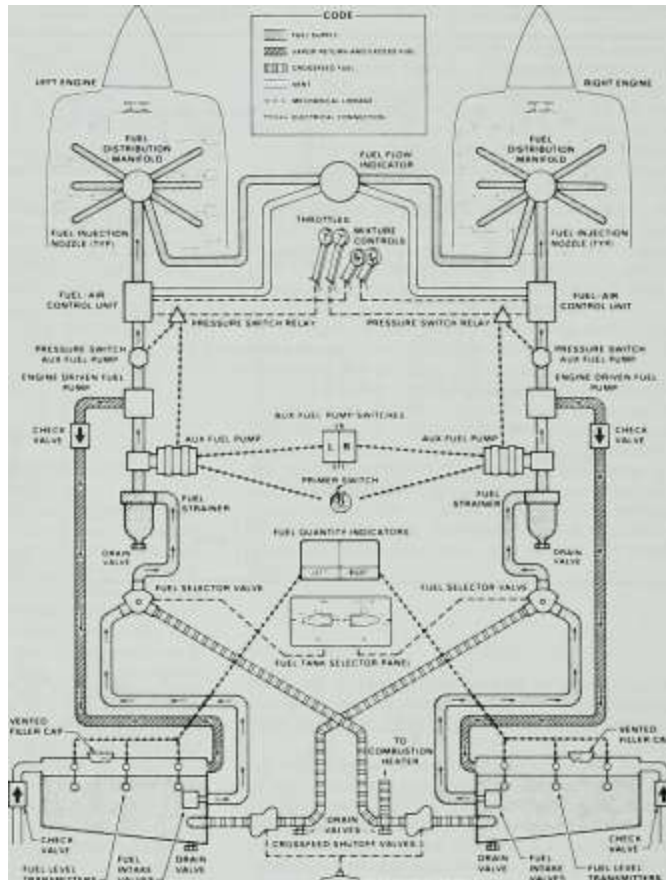 CODE
FUEL SUPPLY
VAPOR RETURN AND EXCESS FUEL
CROSSFEED FUEL
VENT
MECHANICAL LINKAGE
ELECTRICAL CONNECTION
LEFT ENGINE
RIGHT ENGINE
FUEL
DISTRIBUTION
MANIFOLD
FUEL FLOW
INDICATOR
FUEL
DISTRIBUTION
MANIFOLD
FUEL INJECTION
NOZZLE (TYP)
THROTTLES
MIXTURE
CONTROLS
FUEL INJECTION
NOZZLE (TYP)
FUEL-AIR
CONTROL UNIT
FUEL-AIR
CONTROL UNIT
PRESSURE SWITCH RELAY
PRESSURE SWITCH RELAY
PRESSURE SWITCH
AUX FUEL PUMP
PRESSURE SWITCH
AUX FUEL PUMP
ENGINE DRIVEN FUEL
PUMP
ENGINE DRIVEN FUEL
PUMP
CHECK
VALVE
AUX FUEL PUMP SWITCHES
L R
CHECK
VALVE
AUX FUEL PUMP
AUX FUEL PUMP
PRIMER SWITCH
FUEL
STRAINER
FUEL
STRAINER
DRAIN
VALVE
FUEL QUANTITY INDICATORS
LEFT RIGHT
DRAIN
VALVE
FUEL SELECTOR VALVE
FUEL SELECTOR VALVE
FUEL TANK SELECTOR PANEL
VENTED
FILLER CAP
TO
COMBUSTION
HEATER
VENTED
FILLER CA
DRAIN
VALVES
CROSSFEED SHUTOFF VALVES
CHECK
VALVE
FUEL LEVEL
TRANSMITTERS
FUEL
INTAKE
VALVES
DRAIN
VALVE
DRAIN
VALVE
FUEL
INTAKE
VALVES
FUEL LEVEL
TRANSMITTERS
CHECK
VALVE